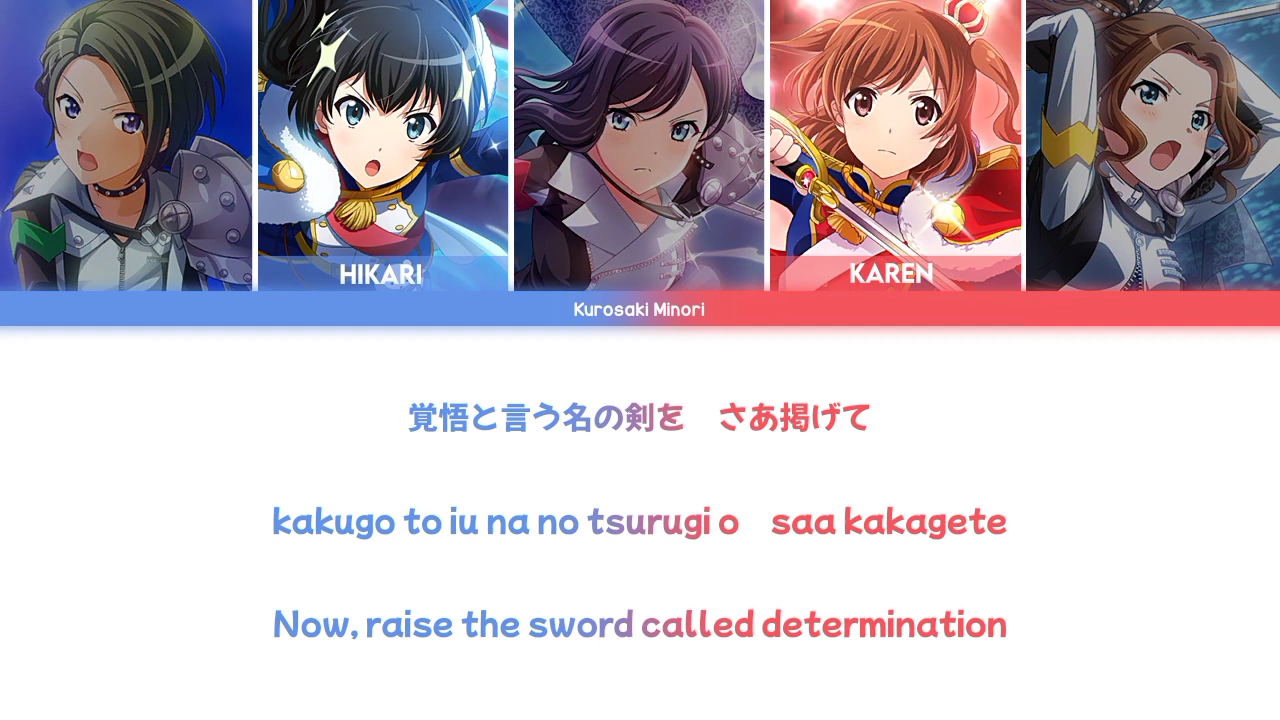 HIKARI
KAREN
Kurosaki Minori
覚悟と言う名の剣を　さあ掲げて
kakugo to iu na no tsurugi o　saa kakagete
Now, raise the sword called determination